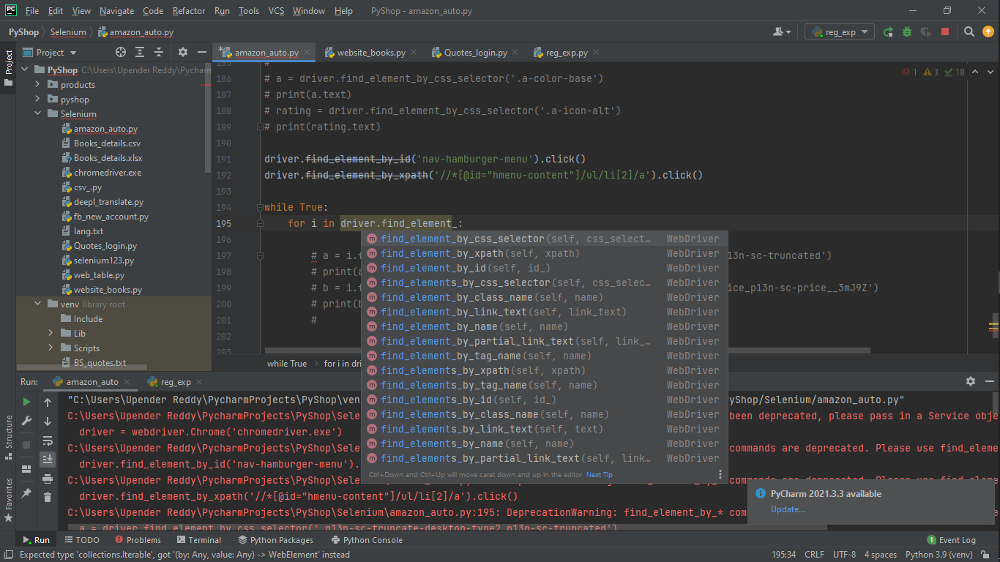 PC File Edit View Navigate Code Refactor Run Tools VCS Window Help PyShop - amazon_auto.py
PyShop Selenium amazon_auto.py reg_exp
Project
Project
amazon_auto.py website_books.py Quotes_login.py reg_exp.py
PyShop C:\Users\Upender Reddy\Pycharm
products
pyshop
Selenium
amazon_auto.py
Books_details.csv
Books_details.xlsx
chromedriver.exe
csv_.py
deepl_translate.py
fb_new_account.py
lang.txt
Quotes_login.py
selenium123.py
web_table.py
website_books.py
venv library root
Include
Lib
Scripts
BS_quotes.txt
1 3 18
185 #
186 # a = driver.find_element_by_css_selector('.a-color-base')
187 # print(a.text)
188 # rating = driver.find_element_by_css_selector('.a-icon-alt')
189 # print(rating.text)
190
191 driver.find_element_by_id('nav-hamburger-menu').click()
192 driver.find_element_by_xpath('//*[@id="hmenu-content"]/ul/li[2]/a').click()
193
194 while True:
195 for i in driver.find_element_:
196
197 # a = i.f 13n-sc-truncated')
198 # print(a
199 # b = i.f ice_p13n-sc-price__3mJ9Z')
200 # print(b
201 #
202
203
find_element_by_css_selector(self, css_select… WebDriver
find_element_by_xpath(self, xpath) WebDriver
find_element_by_id(self, id_) WebDriver
find_elements_by_css_selector(self, css_selec… WebDriver
find_element_by_class_name(self, name) WebDriver
find_element_by_link_text(self, link_text) WebDriver
find_element_by_name(self, name) WebDriver
find_element_by_partial_link_text(self, link_… WebDriver
find_element_by_tag_name(self, name) WebDriver
find_elements_by_xpath(self, xpath) WebDriver
find_elements_by_tag_name(self, name) WebDriver
find_elements_by_id(self, id_) WebDriver
find_elements_by_class_name(self, name) WebDriver
find_elements_by_link_text(self, text) WebDriver
find_elements_by_name(self, name) WebDriver
find_elements_by_partial_link_text(self, link… WebDriver
Ctrl+Down and Ctrl+Up will move caret down and up in the editor Next Tip
while True for i in dri
Run: amazon_auto reg_exp
"C:\Users\Upender Reddy\PycharmProjects\PyShop\ven yShop/Selenium/amazon_auto.py"
C:\Users\Upender Reddy\PycharmProjects\PyShop\Sele been deprecated, please pass in a Service obje
driver = webdriver.Chrome('chromedriver.exe')
C:\Users\Upender Reddy\PycharmProjects\PyShop\Sele commands are deprecated. Please use find_eleme
driver.find_element_by_id('nav-hamburger-menu').
C:\Users\Upender Reddy\PycharmProjects\PyShop\Sele
driver.find_element_by_xpath('//*[@id="hmenu-content"]/ul/li[2]/a').click()
C:\Users\Upender Reddy\PycharmProjects\PyShop\Selenium\amazon_auto.py:195: DeprecationWarning: find_element_by_* com
a = driver.find_element_by_css_selector('.p13n-sc-truncate-desktop-type2.p13n-sc-truncated')
Structure
Favorites
PyCharm 2021.3.3 available
Update...
Run TODO Problems Terminal Python Packages Python Console 1 Event Log
Expected type 'collections.Iterable', got '(by: Any, value: Any) -> WebElement' instead 195:34 CRLF UTF-8 4 spaces Python 3.9 (venv)